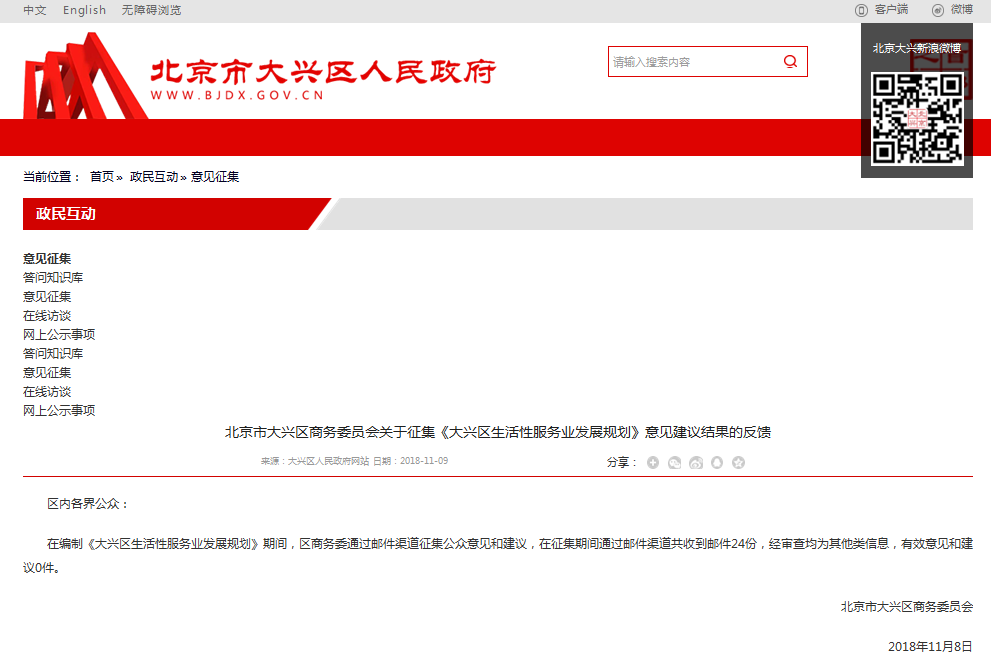 中文 English 无障碍浏览 客户端 微博
北京大兴新浪微博
北京市大兴区人民政府
WWW.BJDX.GOV.CN
请输入搜索内容
当前位置： 首页» 政民互动» 意见征集
政民互动
意见征集
答问知识库
意见征集
在线访谈
网上公示事项
答问知识库
意见征集
在线访谈
网上公示事项
北京市大兴区商务委员会关于征集《大兴区生活性服务业发展规划》意见建议结果的反馈
来源：大兴区人民政府网站 日期：2018-11-09 分享：
区内各界公众：
在编制《大兴区生活性服务业发展规划》期间，区商务委通过邮件渠道征集公众意见和建议，在征集期间通过邮件渠道共收到邮件24份，经审查均为其他类信息，有效意见和建
议0件。
北京市大兴区商务委员会
2018年11月8日